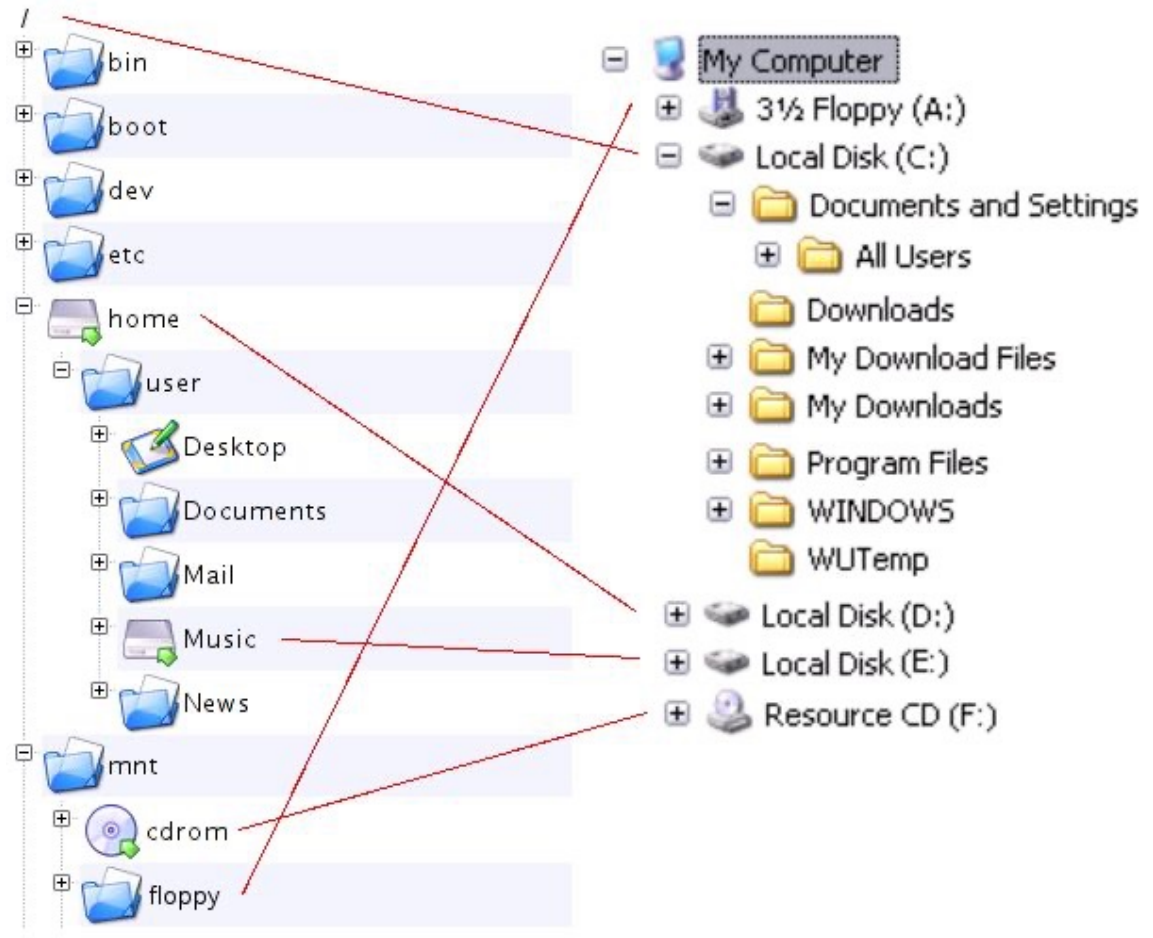 /
bin
boot
dev
etc
home
user
Desktop
Documents
Mail
Music
News
mnt
cdrom
floppy
My Computer
3½ Floppy (A:)
Local Disk (C:)
Documents and Settings
All Users
Downloads
My Download Files
My Downloads
Program Files
WINDOWS
WUTemp
Local Disk (D:)
Local Disk (E:)
Resource CD (F:)